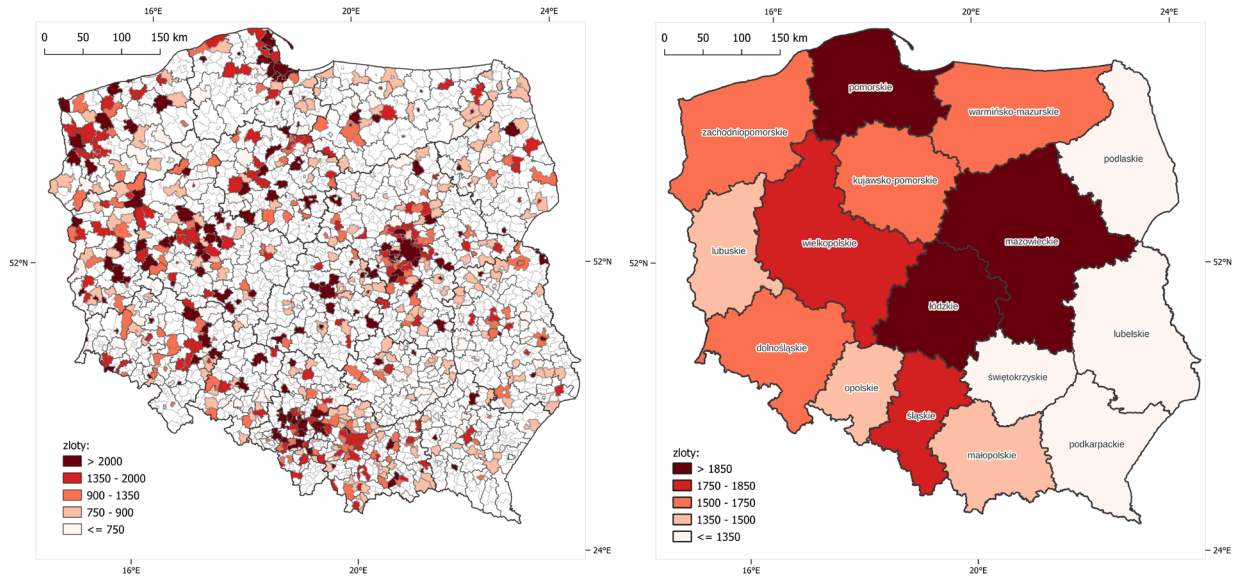 16°E 20°E 24°E
0 50 100 150 km
52°N
52°N
zloty:
> 2000
1350 - 2000
900 - 1350
750 - 900
<= 750
16°E 20°E 24°E
16°E 20°E 24°E
0 50 100 150 km
pomorskie
warmińsko-mazurskie
zachodniopomorskie
podlaskie
kujawsko-pomorskie
mazowieckie
wielkopolskie
lubuskie
52°N
52°N
łódzkie
lubelskie
dolnośląskie
świętokrzyskie
opolskie
śląskie
podkarpackie
małopolskie
zloty:
> 1850
1750 - 1850
1500 - 1750
1350 - 1500
<= 1350
24°E
16°E 20°E